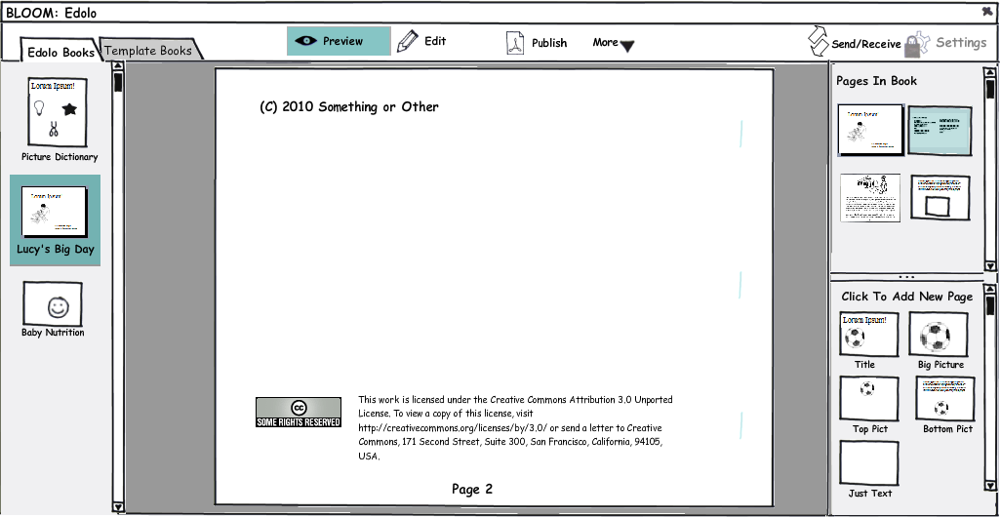 BLOOM: Edolo
Edolo Books
Template Books
Preview
Edit
Publish
More
Send/Receive
Settings
Lorem Ipsum!
Picture Dictionary
Lorem Ipsum
Lucy's Big Day
Baby Nutrition
(C) 2010 Something or Other
CC
SOME RIGHTS RESERVED
This work is licensed under the Creative Commons Attribution 3.0 Unported
License. To view a copy of this license, visit
http://creativecommons.org/licenses/by/3.0/ or send a letter to Creative
Commons, 171 Second Street, Suite 300, San Francisco, California, 94105,
USA.
Page 2
Pages In Book
Lorem Ipsum
Click To Add New Page
Lorem Ipsum!
Title
Big Picture
Top Pict
Bottom Pict
Just Text